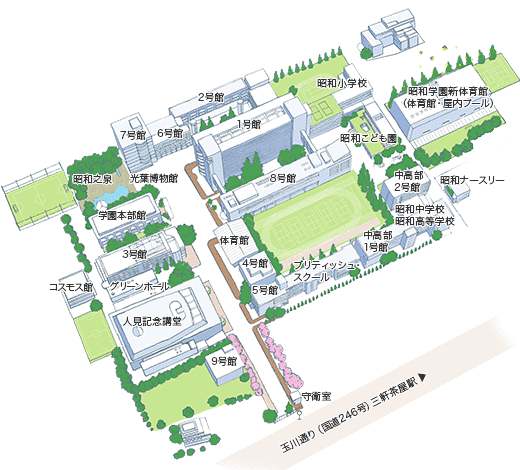 2号館
昭和小学校
昭和学園新体育館
(体育館・屋内プール)
7号館
6号館
1号館
昭和こども園
昭和之泉
光葉博物館
8号館
中高部
2号館
昭和ナースリー
学園本部館
昭和中学校
昭和高等学校
体育館
中高部
1号館
3号館
4号館
ブリティッシュ・
スクール
コスモス館
グリーンホール
5号館
人見記念講堂
9号館
守衛室
玉川通り (国道246号) 三軒茶屋駅 ▶